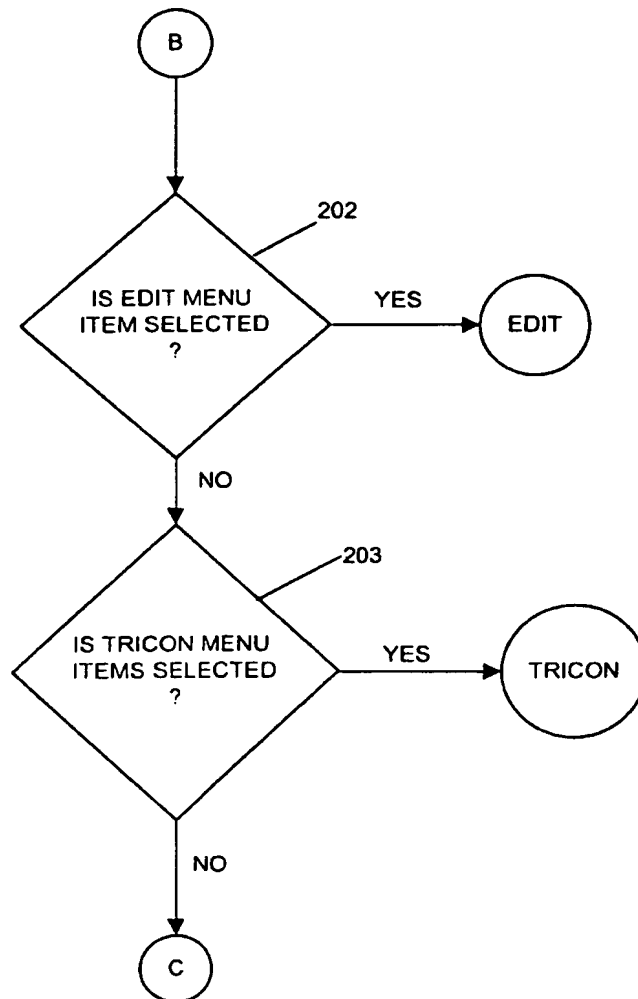 B
202
IS EDIT MENU
ITEM SELECTED
?
YES
EDIT
NO
203
IS TRICON MENU
ITEMS SELECTED
?
YES
TRICON
NO
C